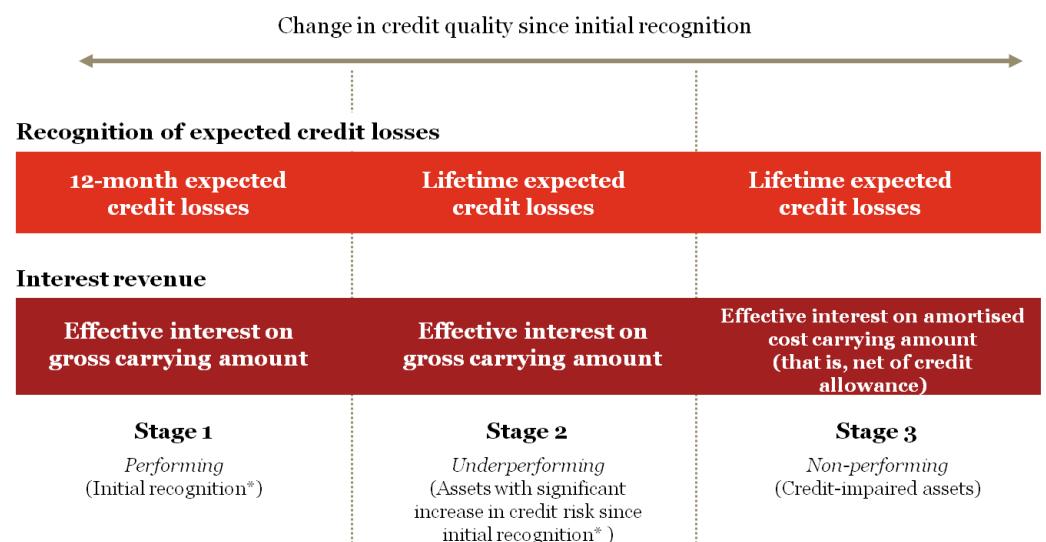 Change in credit quality since initial recognition
Recognition of expected credit losses
12-month expected
credit losses
Lifetime expected
credit losses
Lifetime expected
credit losses
Interest revenue
Effective interest on
gross carrying amount
Effective interest on
gross carrying amount
Effective interest on amortised
cost carrying amount
(that is, net of credit
allowance)
Stage 1
Performing
(Initial recognition*)
Stage 2
Underperforming
(Assets with significant
increase in credit risk since
initial recognition* )
Stage 3
Non-performing
(Credit-impaired assets)